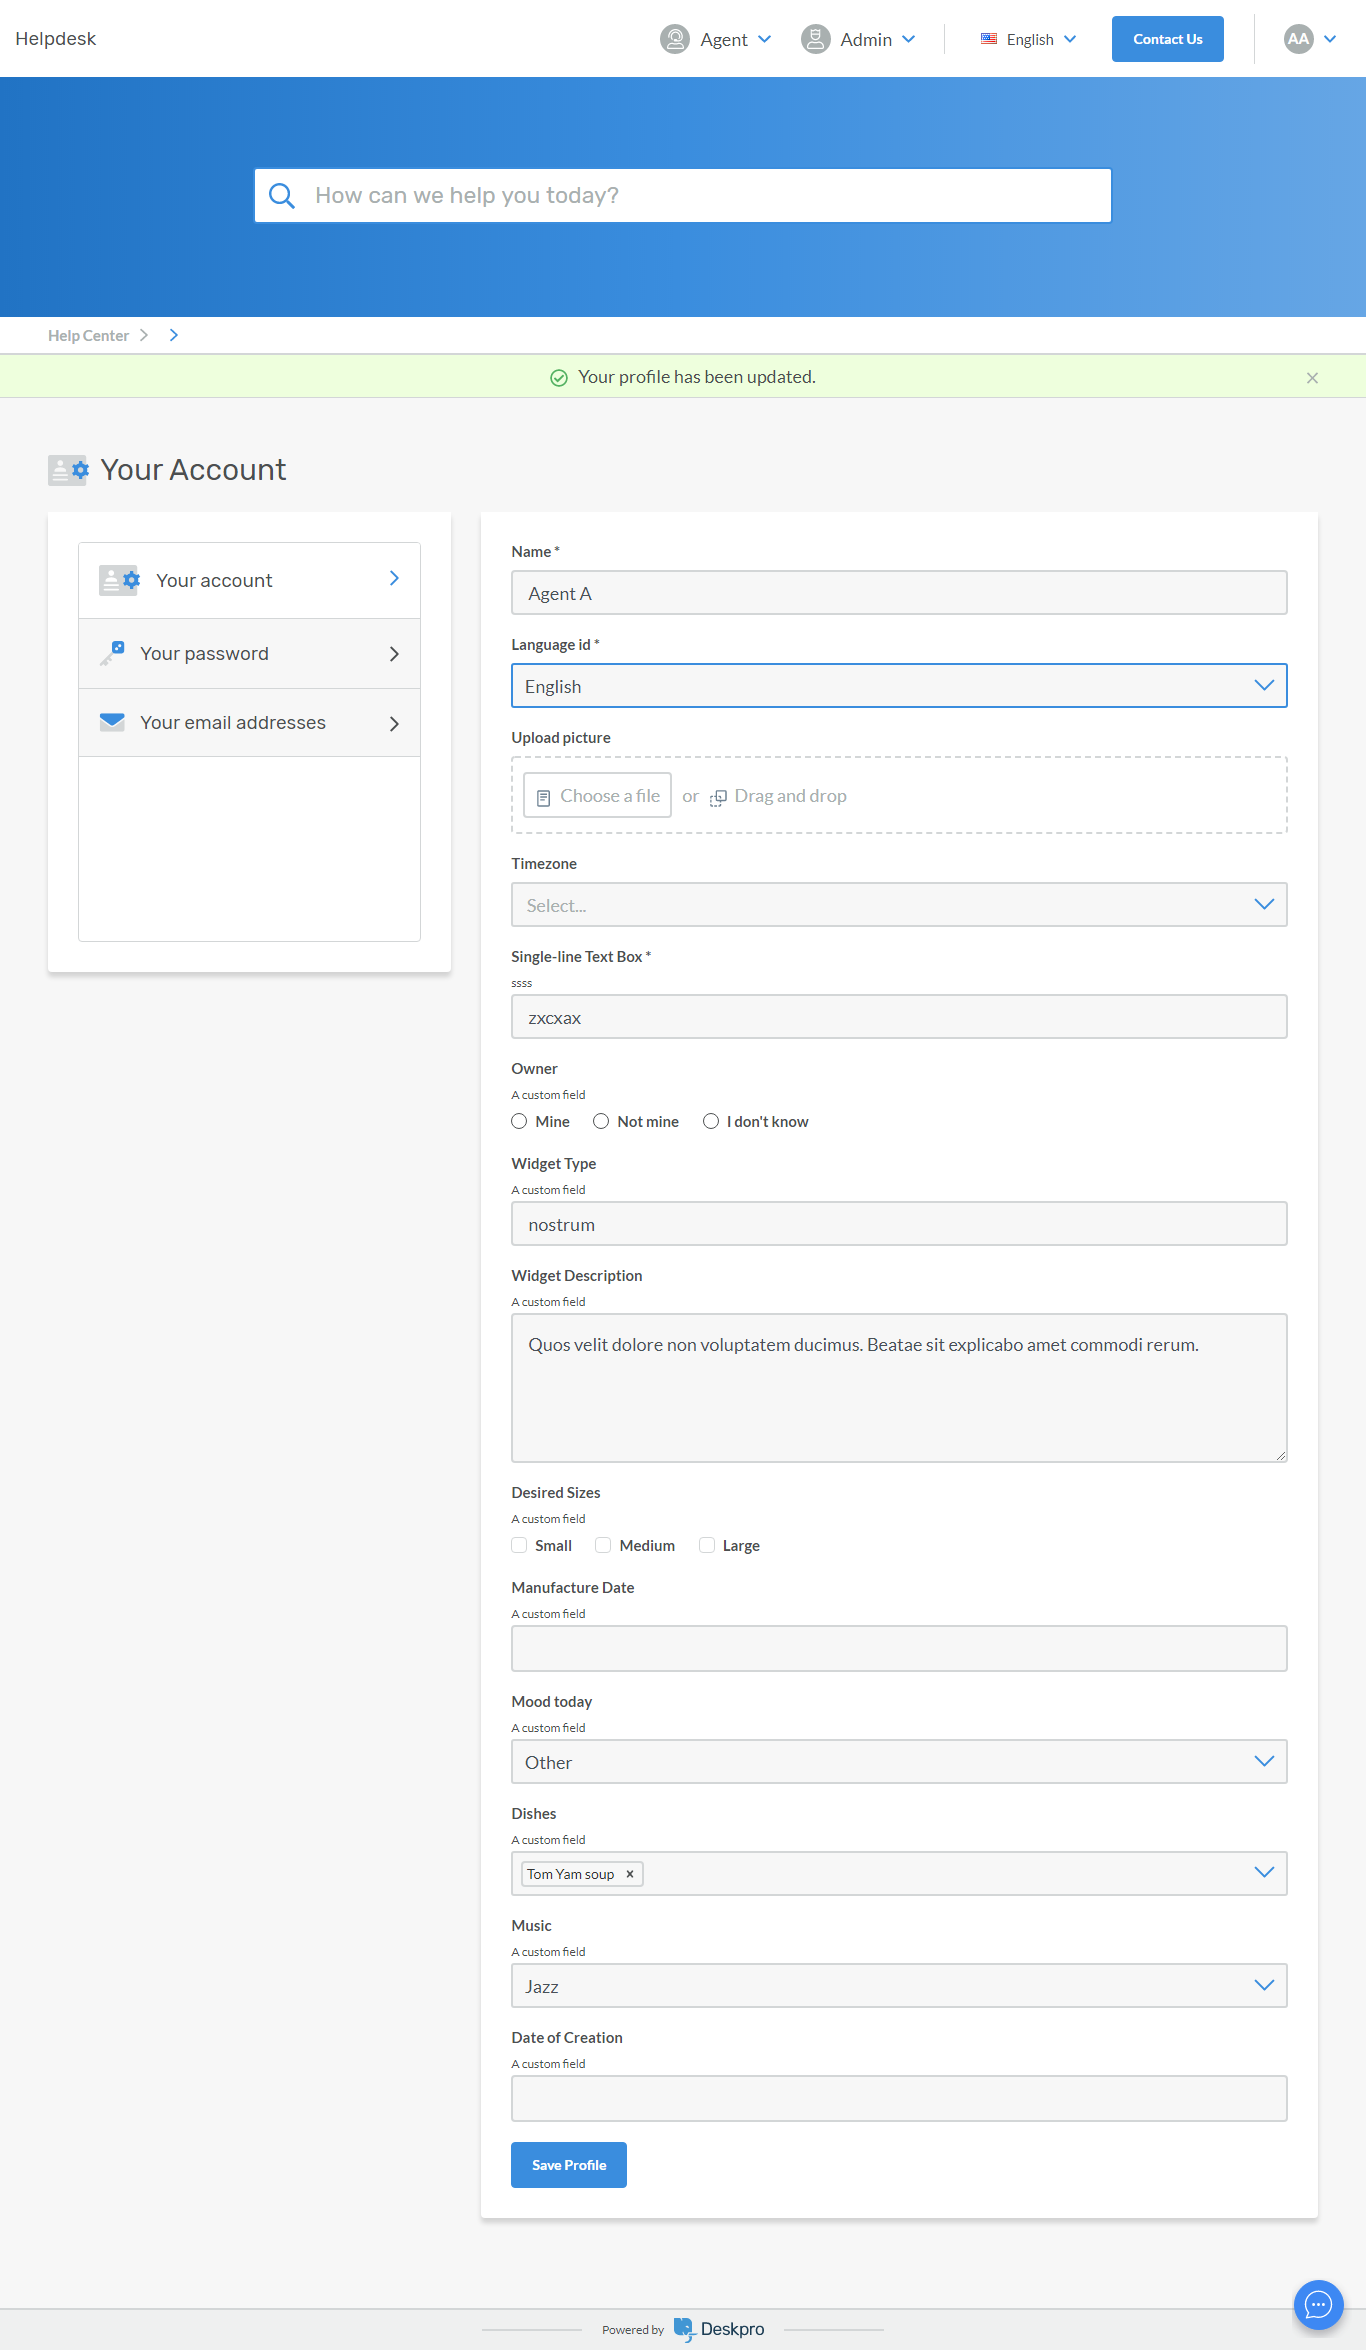 Helpdesk
Agent
Admin
English
Contact Us
AA
How can we help you today?
Help Center
Your profile has been updated.
Your Account
Your account
Your password
Your email addresses
Name *
Agent A
Language id *
English
Upload picture
Choose a file or Drag and drop
Timezone
Select...
Single-line Text Box *
ssss
zxcxax
Owner
A custom field
Mine Not mine I don't know
Widget Type
A custom field
nostrum
Widget Description
A custom field
Quos velit dolore non voluptatem ducimus. Beatae sit explicabo amet commodi rerum.
Desired Sizes
A custom field
Small Medium Large
Manufacture Date
A custom field
Mood today
A custom field
Other
Dishes
A custom field
Tom Yam soup ×
Music
A custom field
Jazz
Date of Creation
A custom field
Save Profile
Powered by Deskpro